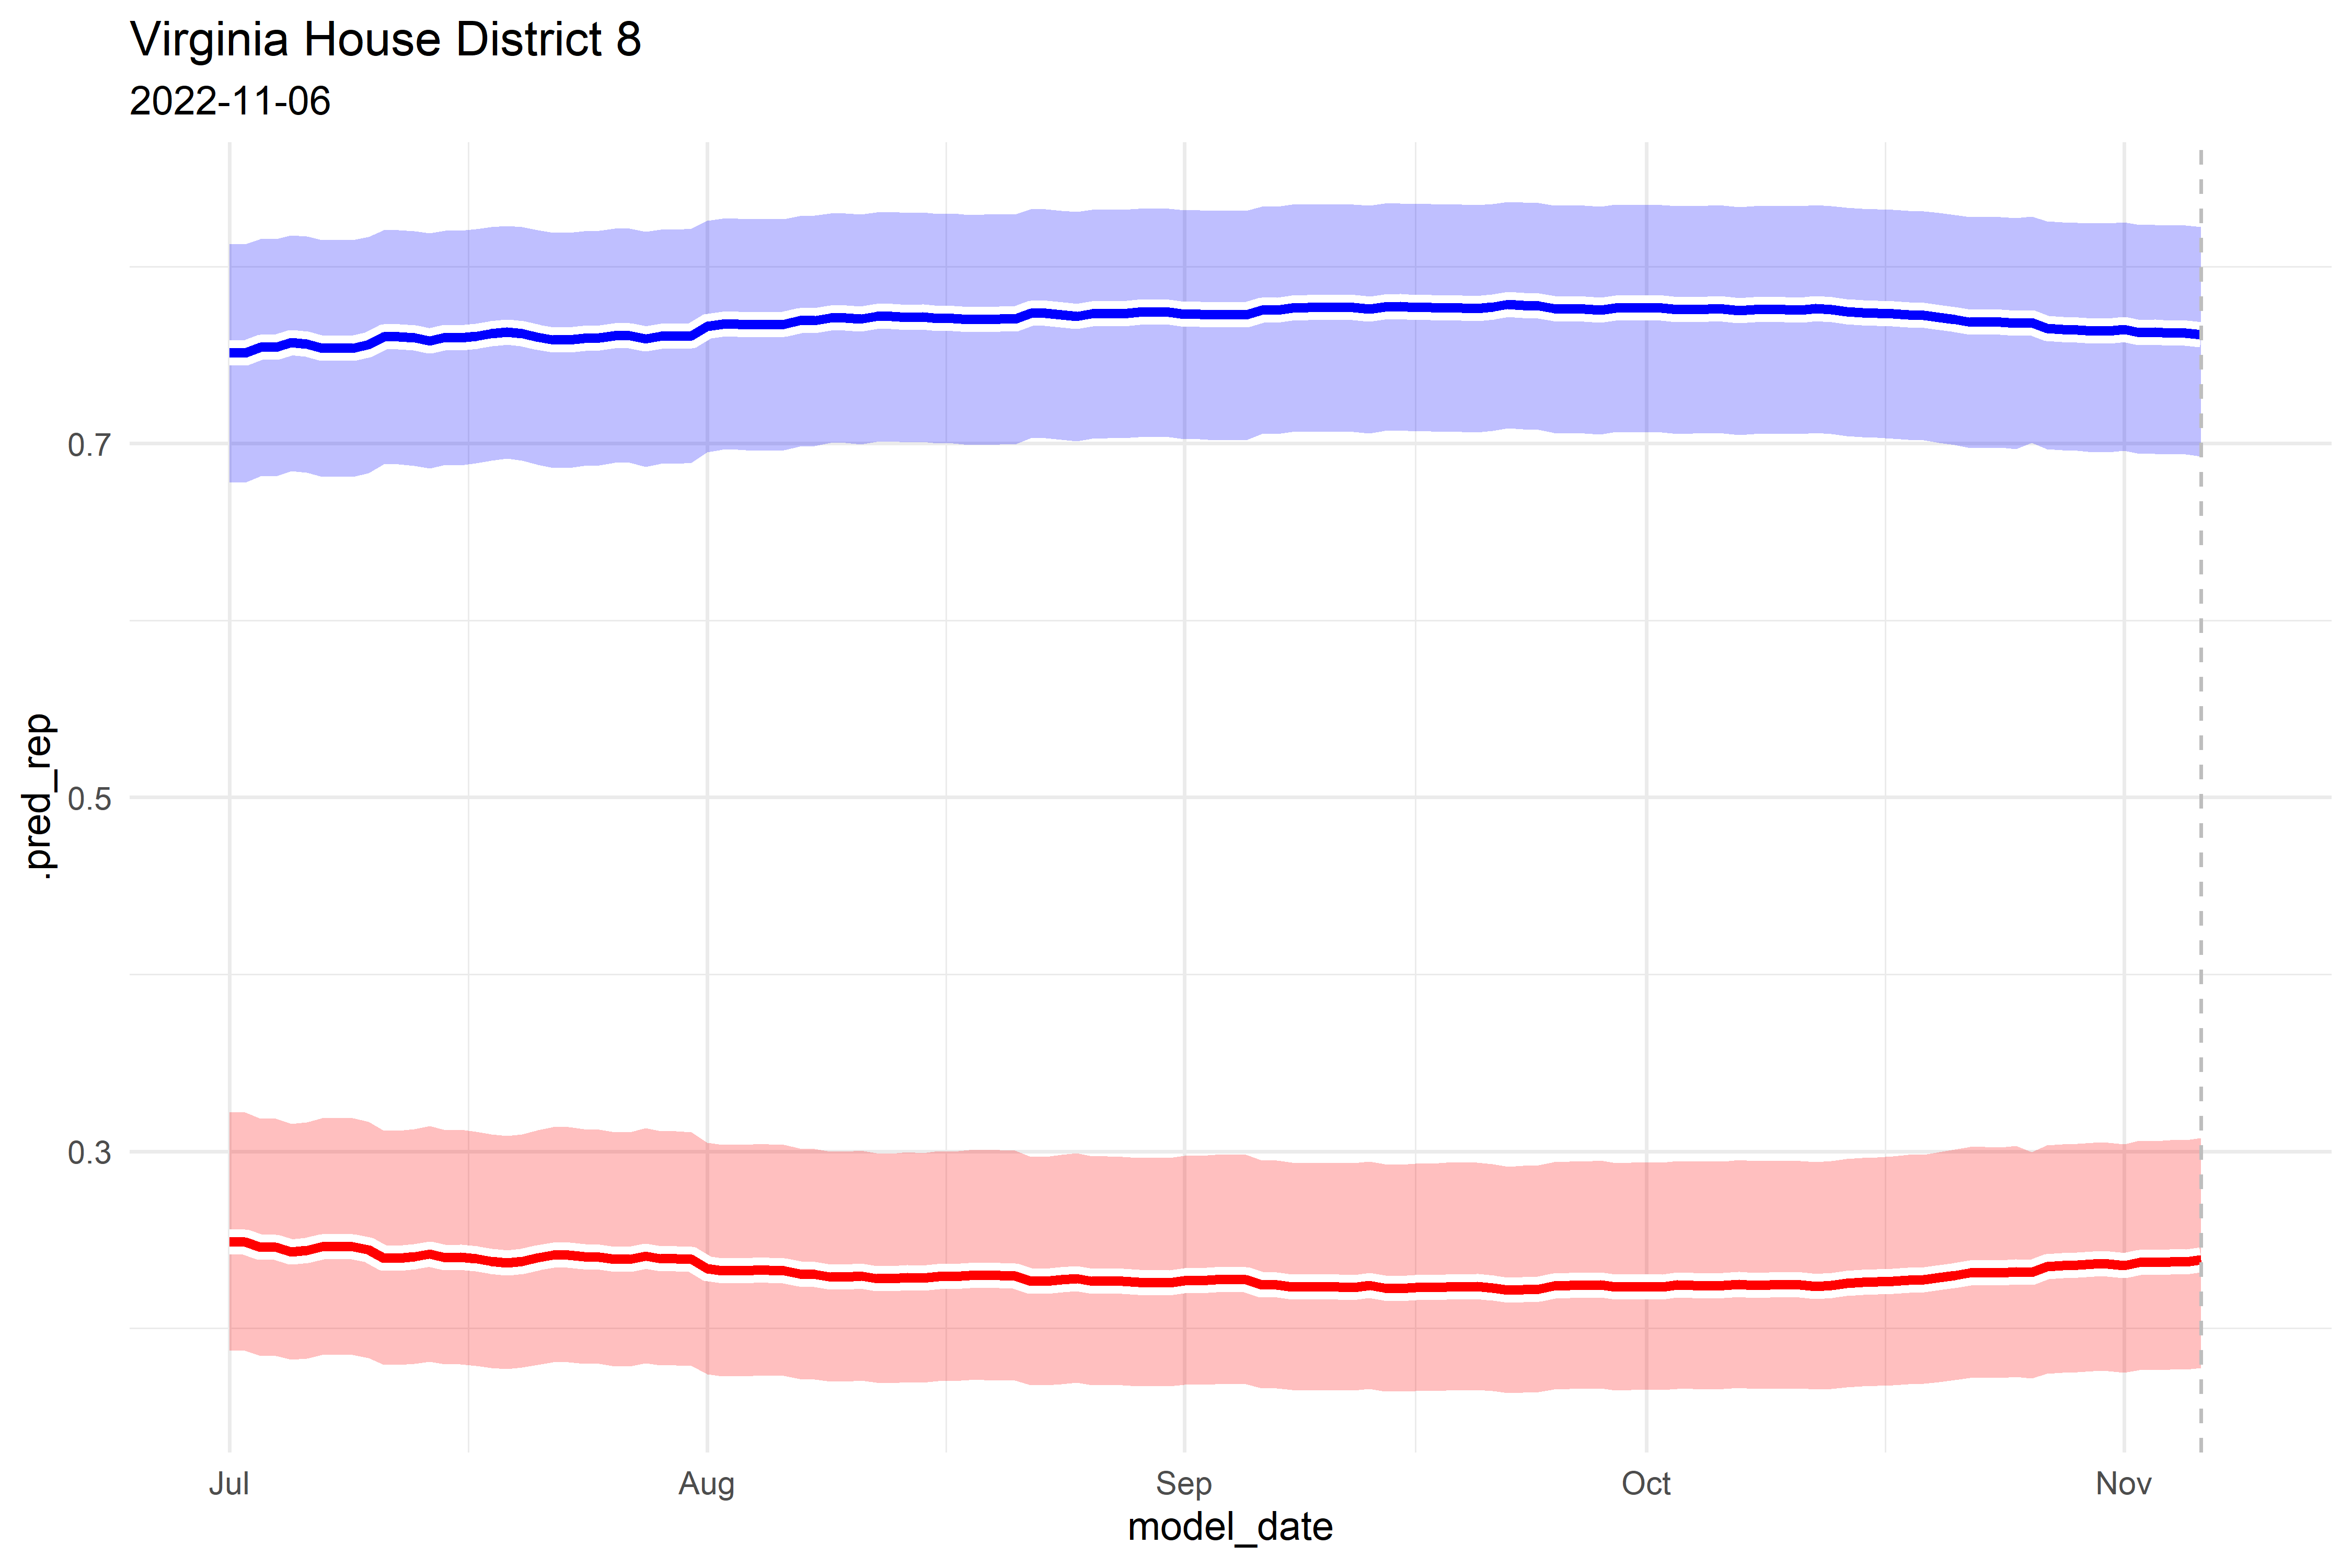 Virginia House District 8
2022-11-06
.pred_rep
0.7
0.5
0.3
Jul Aug Sep Oct Nov
model_date